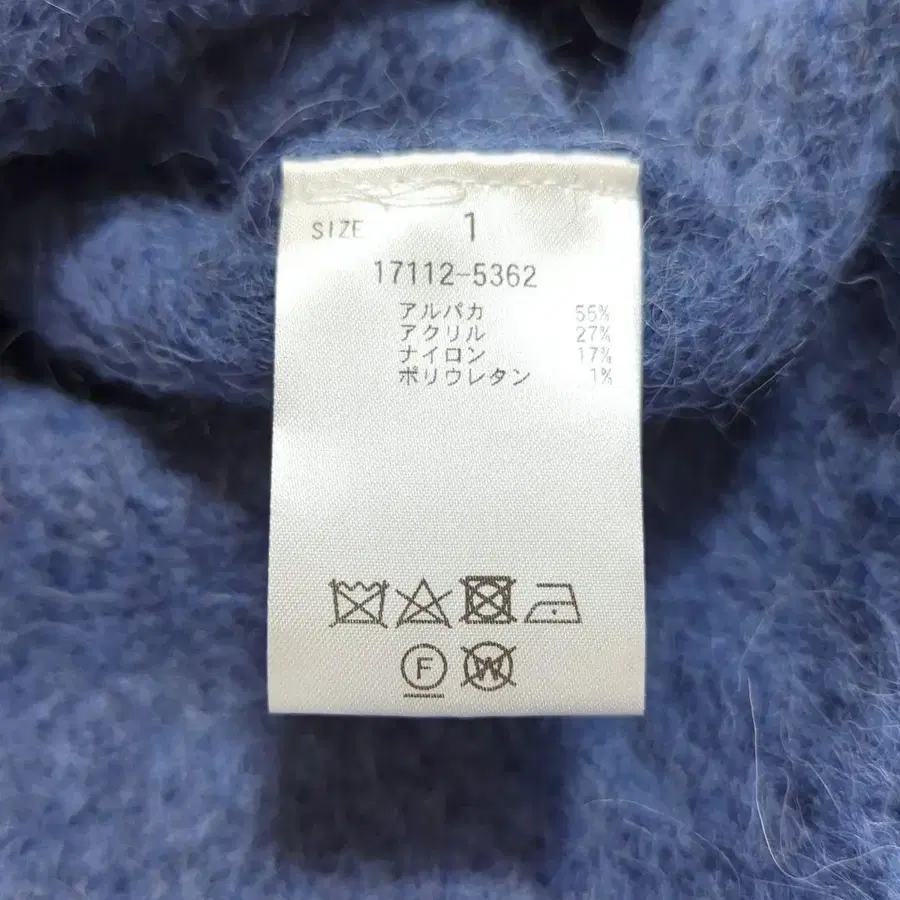 SIZE 1
17112-5362
アルパカ 55%
アクリル 27%
ナイロン 17%
ポリウレタン 1%
F
W